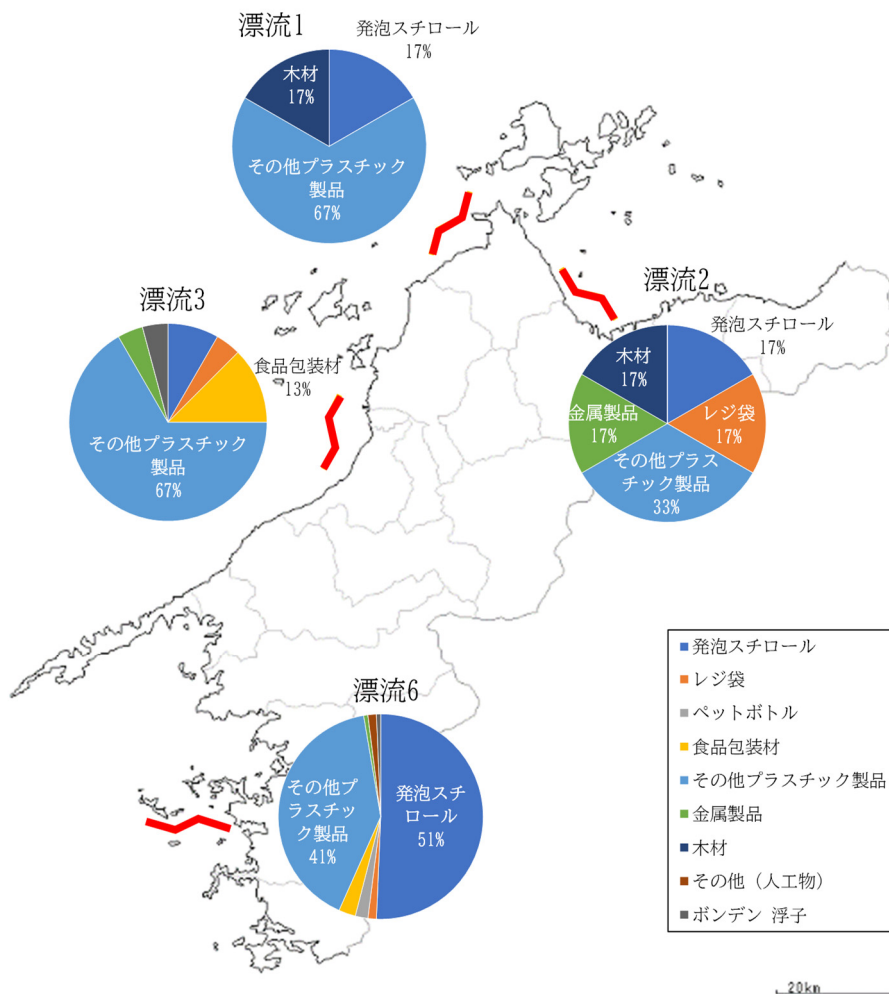 漂流1
発泡スチロール
17%
木材
17%
その他プラスチック
製品
67%
漂流2
発泡スチロール
17%
木材
17%
金属製品
17%
レジ袋
17%
その他プラス
チック製品
33%
漂流3
食品包装材
13%
その他プラスチック
製品
67%
漂流6
その他プ
ラスチッ
ク製品
41%
発泡スチ
ロール
51%
発泡スチロール
レジ袋
ペットボトル
食品包装材
その他プラスチック製品
金属製品
木材
その他（人工物）
ボンデン 浮子
20km